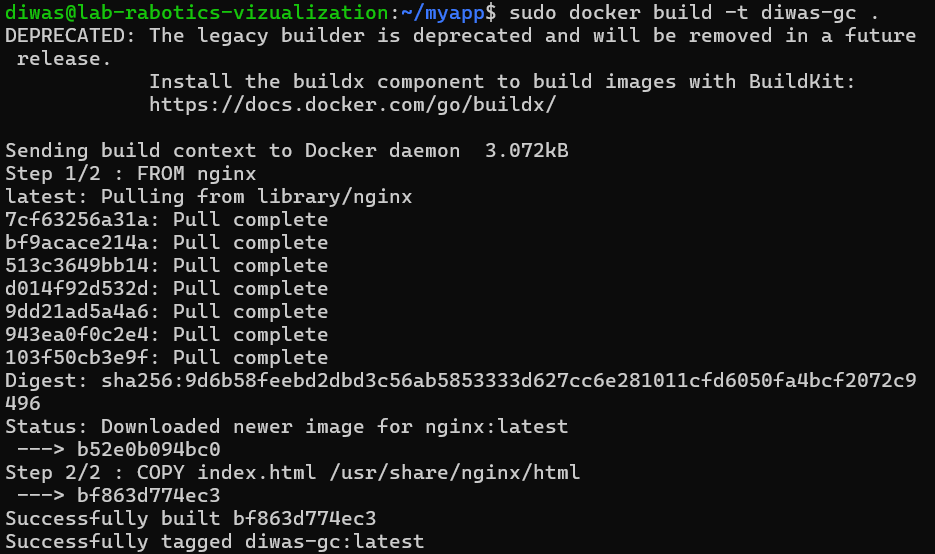 diwas@lab-rabotics-vizualization:~/myapp$ sudo docker build -t diwas-gc .
DEPRECATED: The legacy builder is deprecated and will be removed in a future
 release.
            Install the buildx component to build images with BuildKit:
            https://docs.docker.com/go/buildx/

Sending build context to Docker daemon  3.072kB
Step 1/2 : FROM nginx
latest: Pulling from library/nginx
7cf63256a31a: Pull complete
bf9acace214a: Pull complete
513c3649bb14: Pull complete
d014f92d532d: Pull complete
9dd21ad5a4a6: Pull complete
943ea0f0c2e4: Pull complete
103f50cb3e9f: Pull complete
Digest: sha256:9d6b58feebd2dbd3c56ab5853333d627cc6e281011cfd6050fa4bcf2072c9
496
Status: Downloaded newer image for nginx:latest
 ---> b52e0b094bc0
Step 2/2 : COPY index.html /usr/share/nginx/html
 ---> bf863d774ec3
Successfully built bf863d774ec3
Successfully tagged diwas-gc:latest